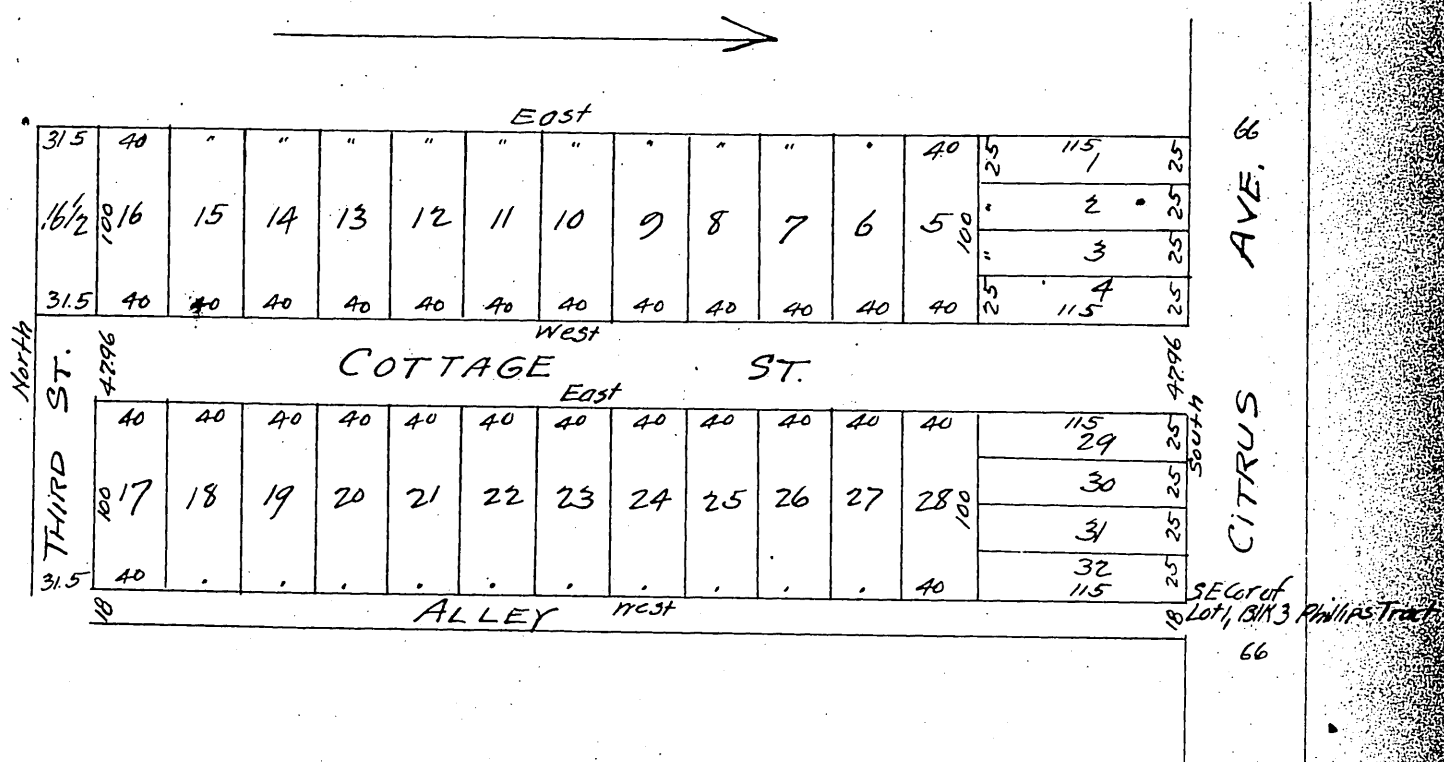 East
31.5 40 " " " " " " " " " " 40 25 115 25 66
1
16 1/2 100 16 15 14 13 12 11 10 9 8 7 6 5 100 " 2 25
" 3 25
4
31.5 40 40 40 40 40 40 40 40 40 40 40 40 25 115 25
AVE.
West
North
47.96 COTTAGE ST. 47.96
East
THIRD ST.
40 40 40 40 40 40 40 40 40 40 40 40 115 25
29
South
CITRUS
100 17 18 19 20 21 22 23 24 25 26 27 28 100 30 25
31 25
32
31.5 40 " " " " " " " " " " 40 115 25
18 ALLEY West 18
SE Cor of
Lot 1, Blk 3 Phillips Tract
66